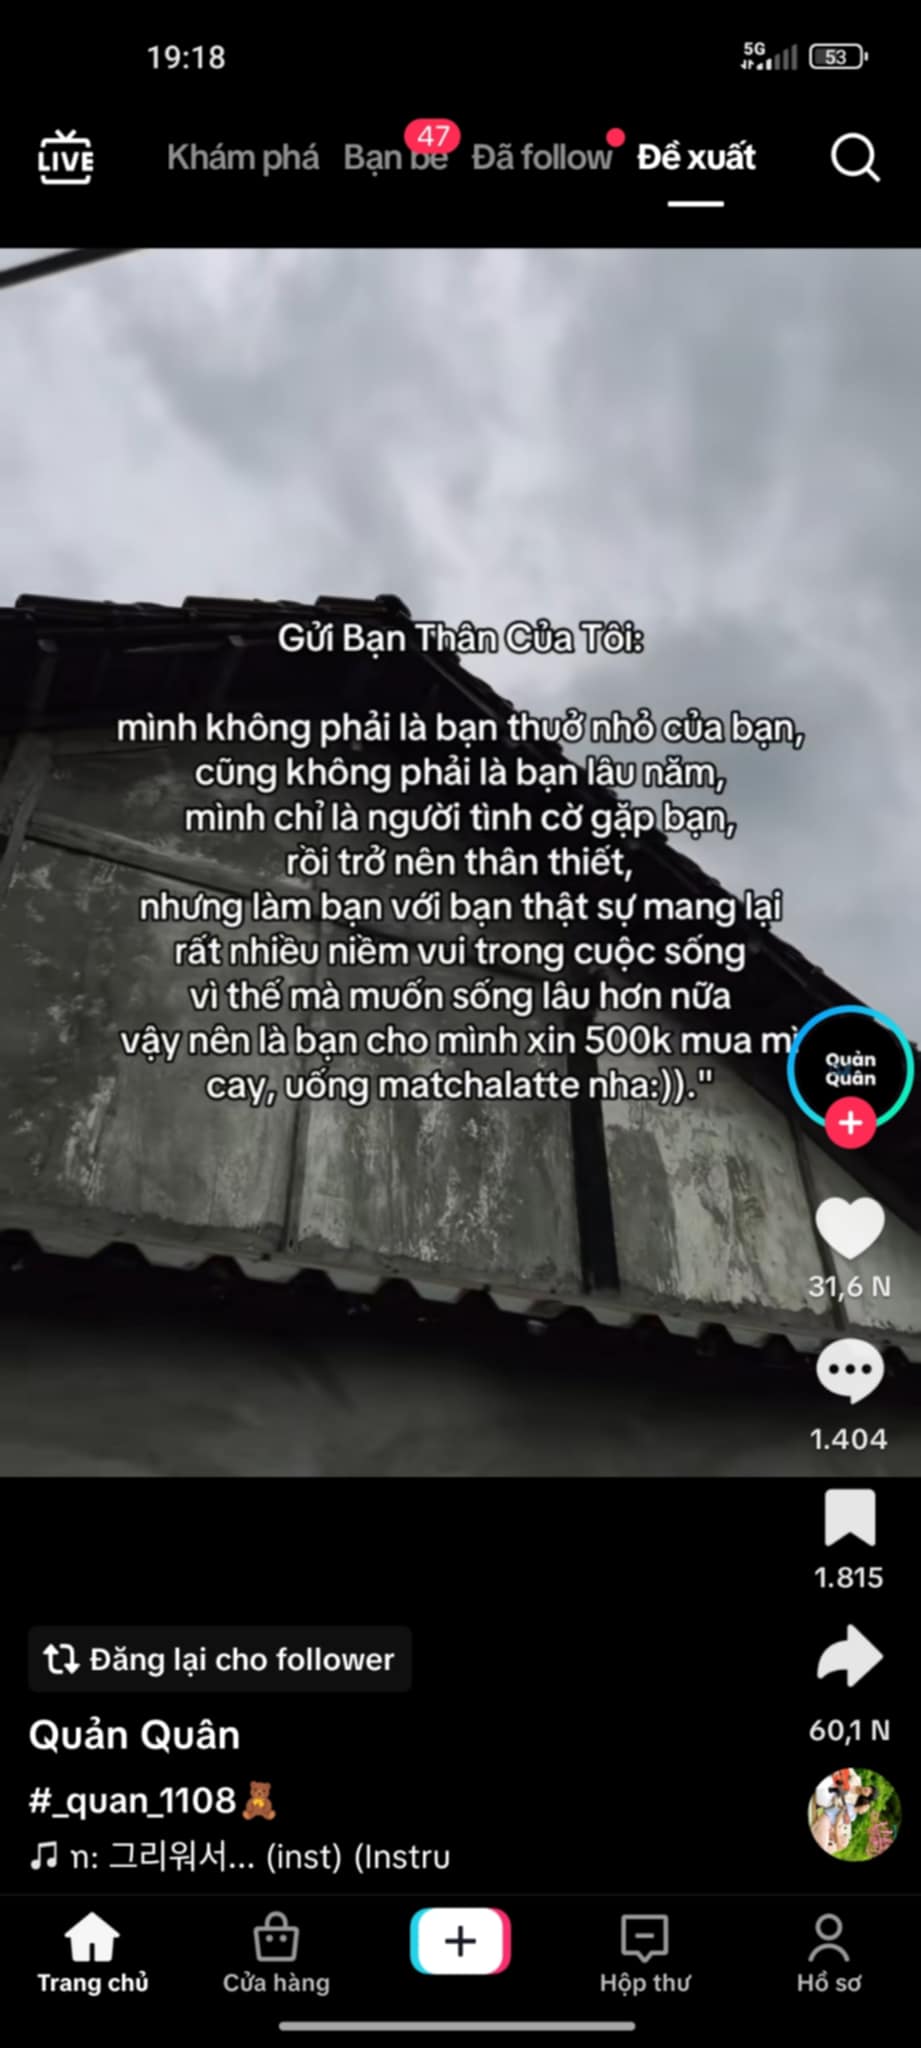 19:18
5G
53
LIVE
Khám phá
Bạn bè
47
Đã follow
Đề xuất
Gửi Bạn Thân Của Tôi:
mình không phải là bạn thuở nhỏ của bạn,
cũng không phải là bạn lâu năm,
mình chỉ là người tình cờ gặp bạn,
rồi trở nên thân thiết,
nhưng làm bạn với bạn thật sự mang lại
rất nhiều niềm vui trong cuộc sống
vì thế mà muốn sống lâu hơn nữa
vậy nên là bạn cho mình xin 500k mua mì
cay, uống matchalatte nha:))."
Quản
Quân
31,6 N
1.404
1.815
60,1 N
Đăng lại cho follower
Quản Quân
#_quan_1108🧸
그리워서... (inst) (Instru
Trang chủ
Cửa hàng
Hộp thư
Hồ sơ